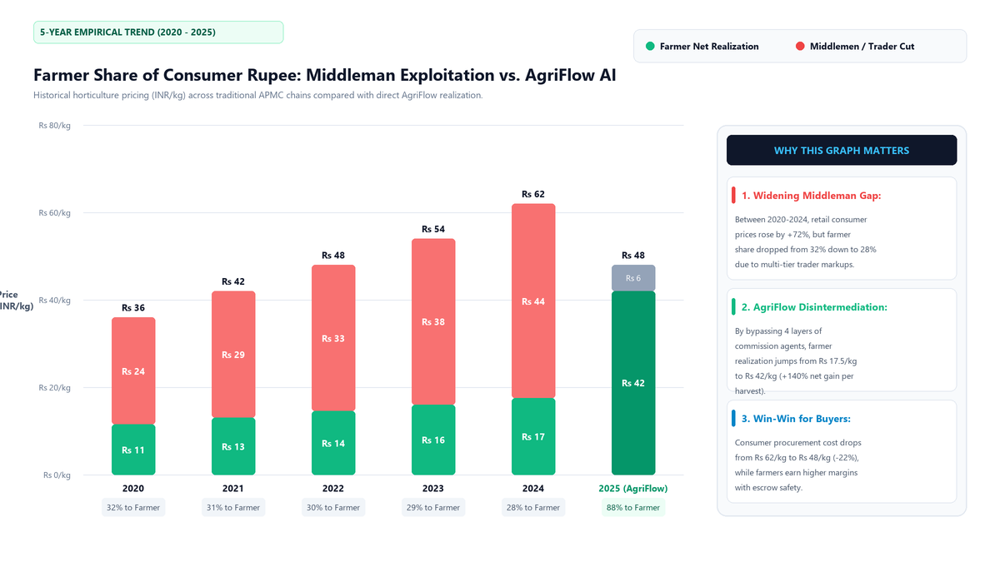 5-YEAR EMPIRICAL TREND (2020 - 2025)
Farmer Net Realization
Middlemen / Trader Cut
Farmer Share of Consumer Rupee: Middleman Exploitation vs. AgriFlow AI
Historical horticulture pricing (INR/kg) across traditional APMC chains compared with direct AgriFlow realization.
Price
INR/kg)
Rs 80/kg
Rs 60/kg
Rs 40/kg
Rs 20/kg
Rs 0/kg
Rs 36
Rs 24
Rs 11
2020
32% to Farmer
Rs 42
Rs 29
Rs 13
2021
31% to Farmer
Rs 48
Rs 33
Rs 14
2022
30% to Farmer
Rs 54
Rs 38
Rs 16
2023
29% to Farmer
Rs 62
Rs 44
Rs 17
2024
28% to Farmer
Rs 48
Rs 6
Rs 42
2025 (AgriFlow)
88% to Farmer
WHY THIS GRAPH MATTERS
1. Widening Middleman Gap:
Between 2020-2024, retail consumer
prices rose by +72%, but farmer
share dropped from 32% down to 28%
due to multi-tier trader markups.
2. AgriFlow Disintermediation:
By bypassing 4 layers of
commission agents, farmer
realization jumps from Rs 17.5/kg
to Rs 42/kg (+140% net gain per
harvest).
3. Win-Win for Buyers:
Consumer procurement cost drops
from Rs 62/kg to Rs 48/kg (-22%),
while farmers earn higher margins
with escrow safety.